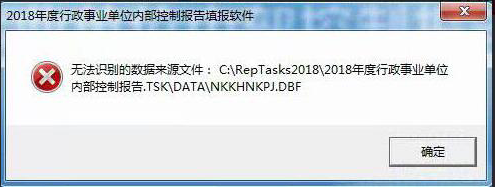 2018年度行政事业单位内部控制报告填报软件
无法识别的数据来源文件： C:\RepTasks2018\2018年度行政事业单位
内部控制报告.TSK\DATA\NKKHNKPJ.DBF
确定